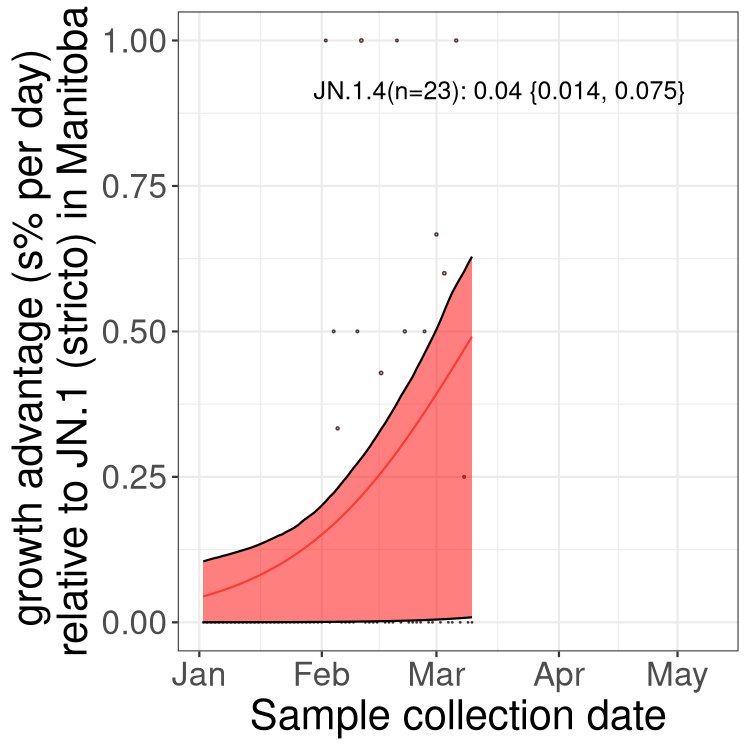 growth advantage (s% per day)
relative to JN.1 (stricto) in Manitoba
1.00
0.75
0.50
0.25
0.00
JN.1.4(n=23): 0.04 {0.014, 0.075}
Jan Feb Mar Apr May
Sample collection date